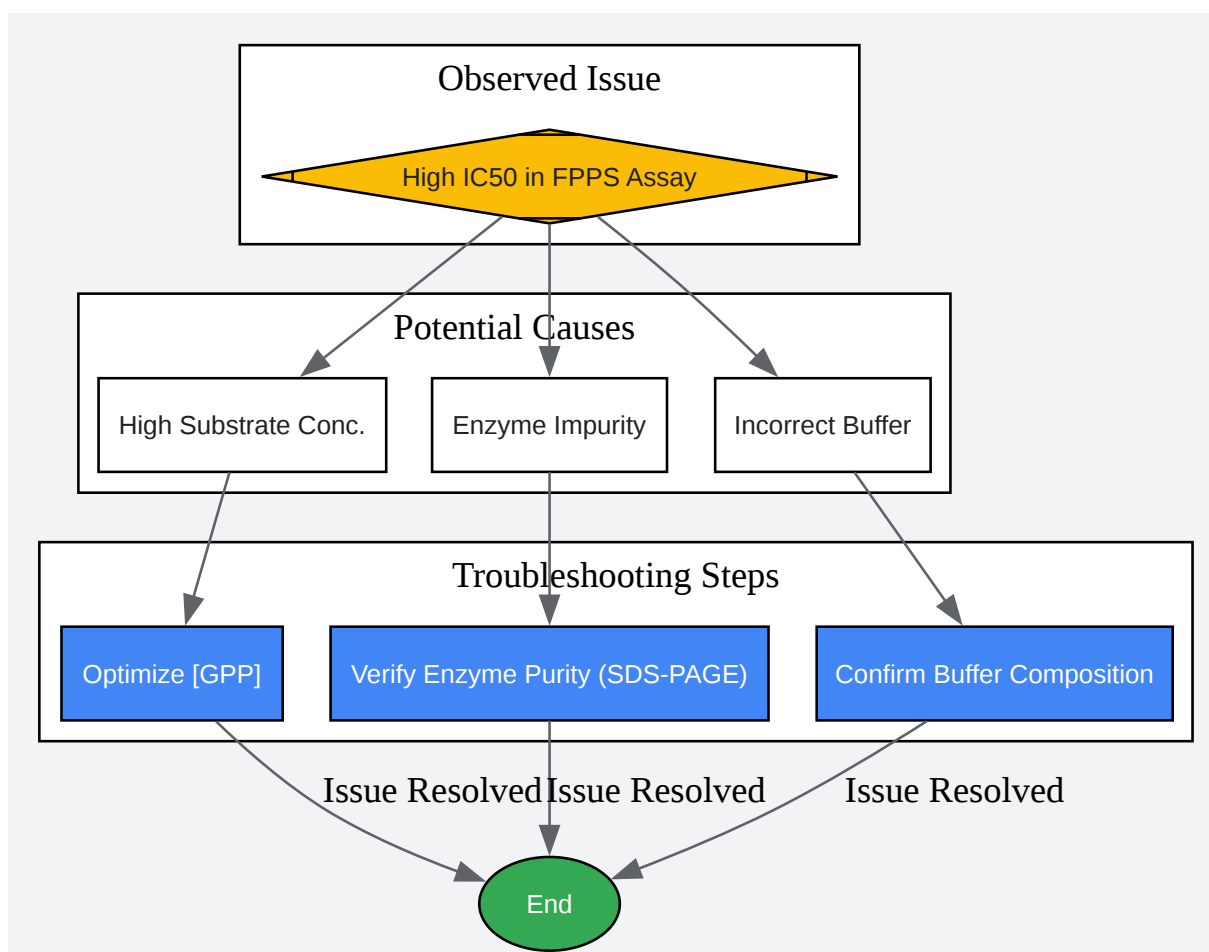 Observed Issue
High IC50 in FPPS Assay
Potential Causes
High Substrate Conc.
Enzyme Impurity
Incorrect Buffer
Troubleshooting Steps
Optimize [GPP]
Verify Enzyme Purity (SDS-PAGE)
Confirm Buffer Composition
Issue Resolved
Issue Resolved
Issue Resolved
End